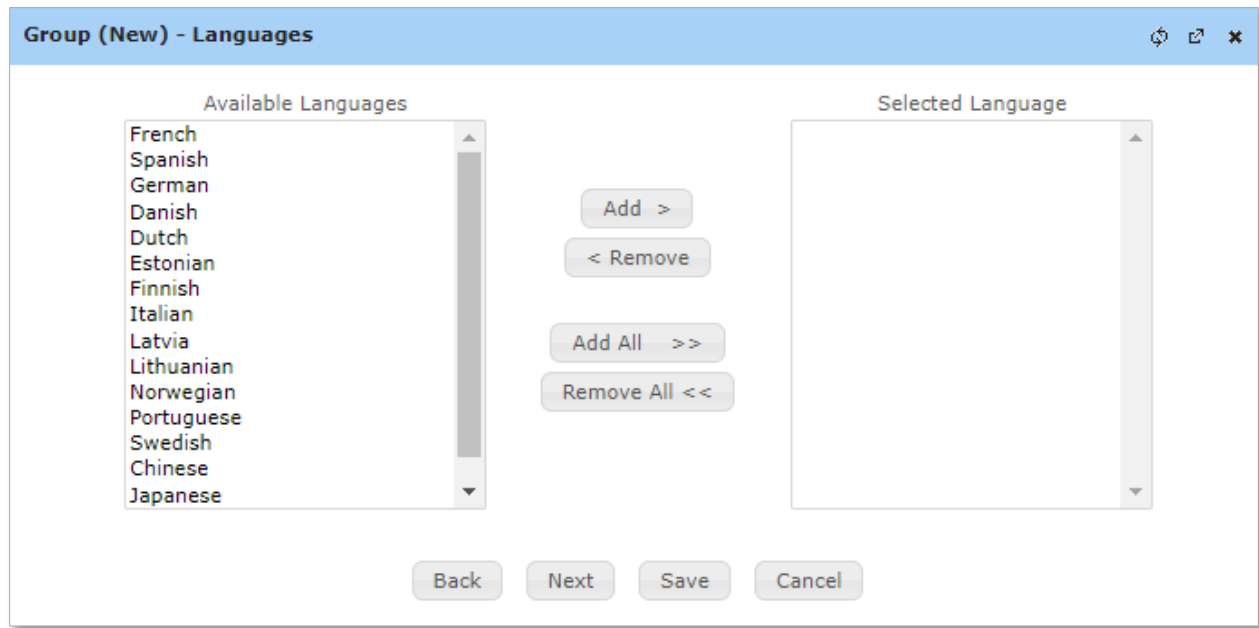 Group (New) - Languages
Available Languages
Selected Language
French
Spanish
German
Danish
Dutch
Estonian
Finnish
Italian
Latvia
Lithuanian
Norwegian
Portuguese
Swedish
Chinese
Japanese
Add >
< Remove
Add All >>
Remove All <<
Back
Next
Save
Cancel